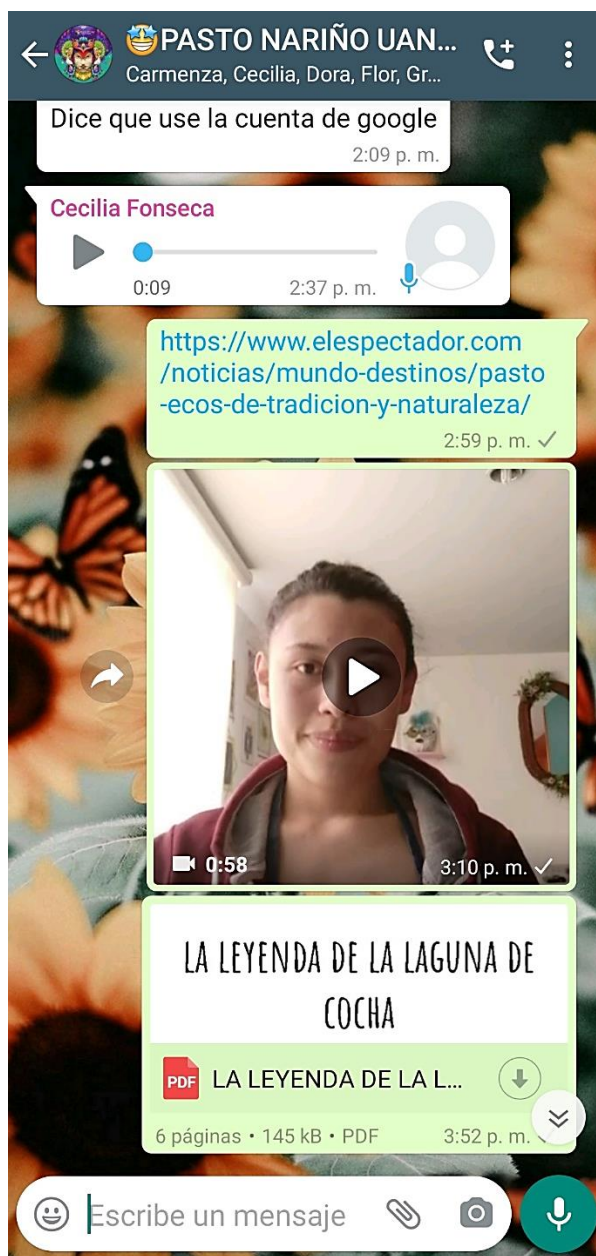 🤩PASTO NARIÑO UAN...
Carmenza, Cecilia, Dora, Flor, Gr...
Dice que use la cuenta de google
2:09 p. m.
Cecilia Fonseca
0:09 2:37 p. m.
https://www.elespectador.com
/noticias/mundo-destinos/pasto
-ecos-de-tradicion-y-naturaleza/
2:59 p. m.
0:58 3:10 p. m.
LA LEYENDA DE LA LAGUNA DE
COCHA
PDF LA LEYENDA DE LA L...
6 páginas • 145 kB • PDF 3:52 p. m.
Escribe un mensaje